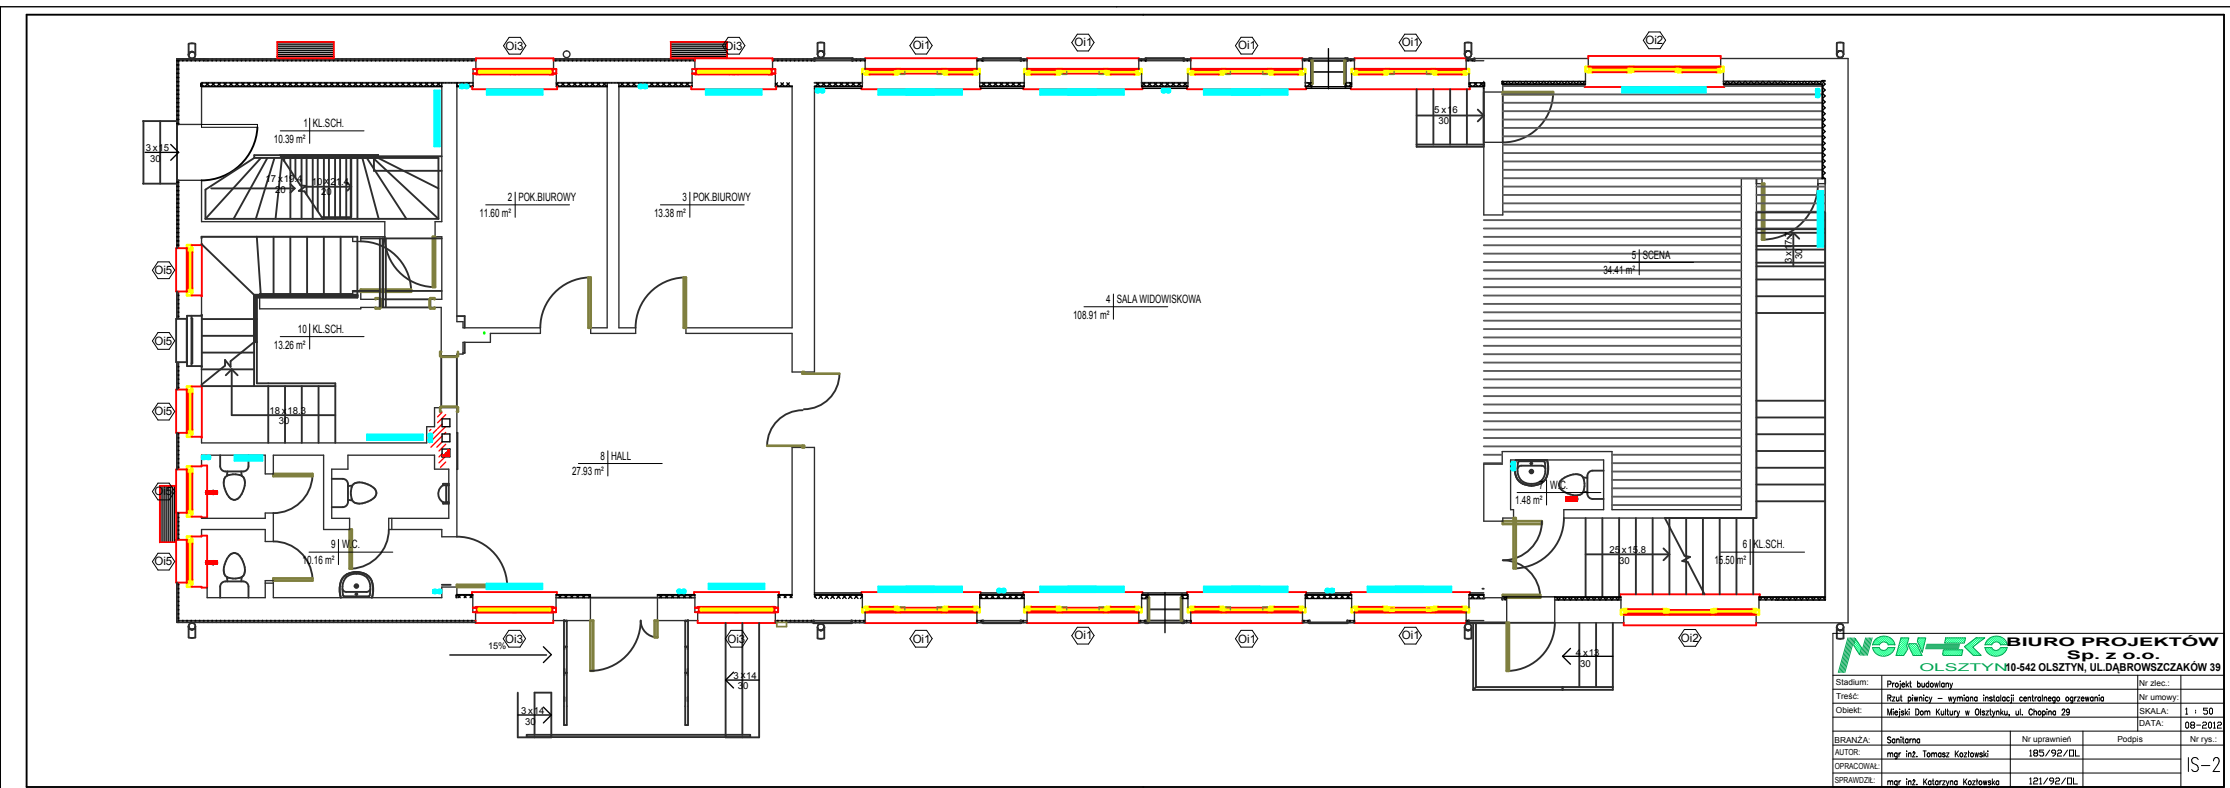 Oi3
Oi3
Oi1
Oi1
Oi1
Oi1
Oi2
3 x 15
30
1 KL.SCH.
10.39 m²
17 x 19.4
20
10 x 21.4
20
2 POK.BIUROWY
11.60 m²
3 POK.BIUROWY
13.38 m²
5 x 16
30
5 SCENA
34.41 m²
3 x 17
30
Oi5
Oi5
Oi5
Oi5
Oi5
10 KL.SCH.
13.26 m²
18 x 18.3
30
4 SALA WIDOWISKOWA
108.91 m²
8 HALL
27.93 m²
7 W.C.
1.48 m²
9 W.C.
10.16 m²
25 x 15.8
30
6 KL.SCH.
15.50 m²
Oi3
Oi3
Oi1
Oi1
Oi1
Oi1
Oi2
15%
3 x 14
30
3 x 14
30
4 x 13
30
NON-EKO BIURO PROJEKTÓW
Sp. z o.o.
OLSZTYN 10-542 OLSZTYN, UL.DĄBROWSZCZAKÓW 39
Stadium: Projekt budowlany Nr zlec.:
Treść: Rzut piwnicy – wymiana instalacji centralnego ogrzewania Nr umowy:
Obiekt: Miejski Dom Kultury w Olsztynku, ul. Chopina 29 SKALA: 1 : 50
DATA: 08-2012
BRANŻA: Sanitarna Nr uprawnień Podpis Nr rys.:
AUTOR: mgr inż. Tomasz Kozłowski 185/92/OL
OPRACOWAŁ: IS-2
SPRAWDZIŁ: mgr inż. Katarzyna Kozłowska 121/92/OL